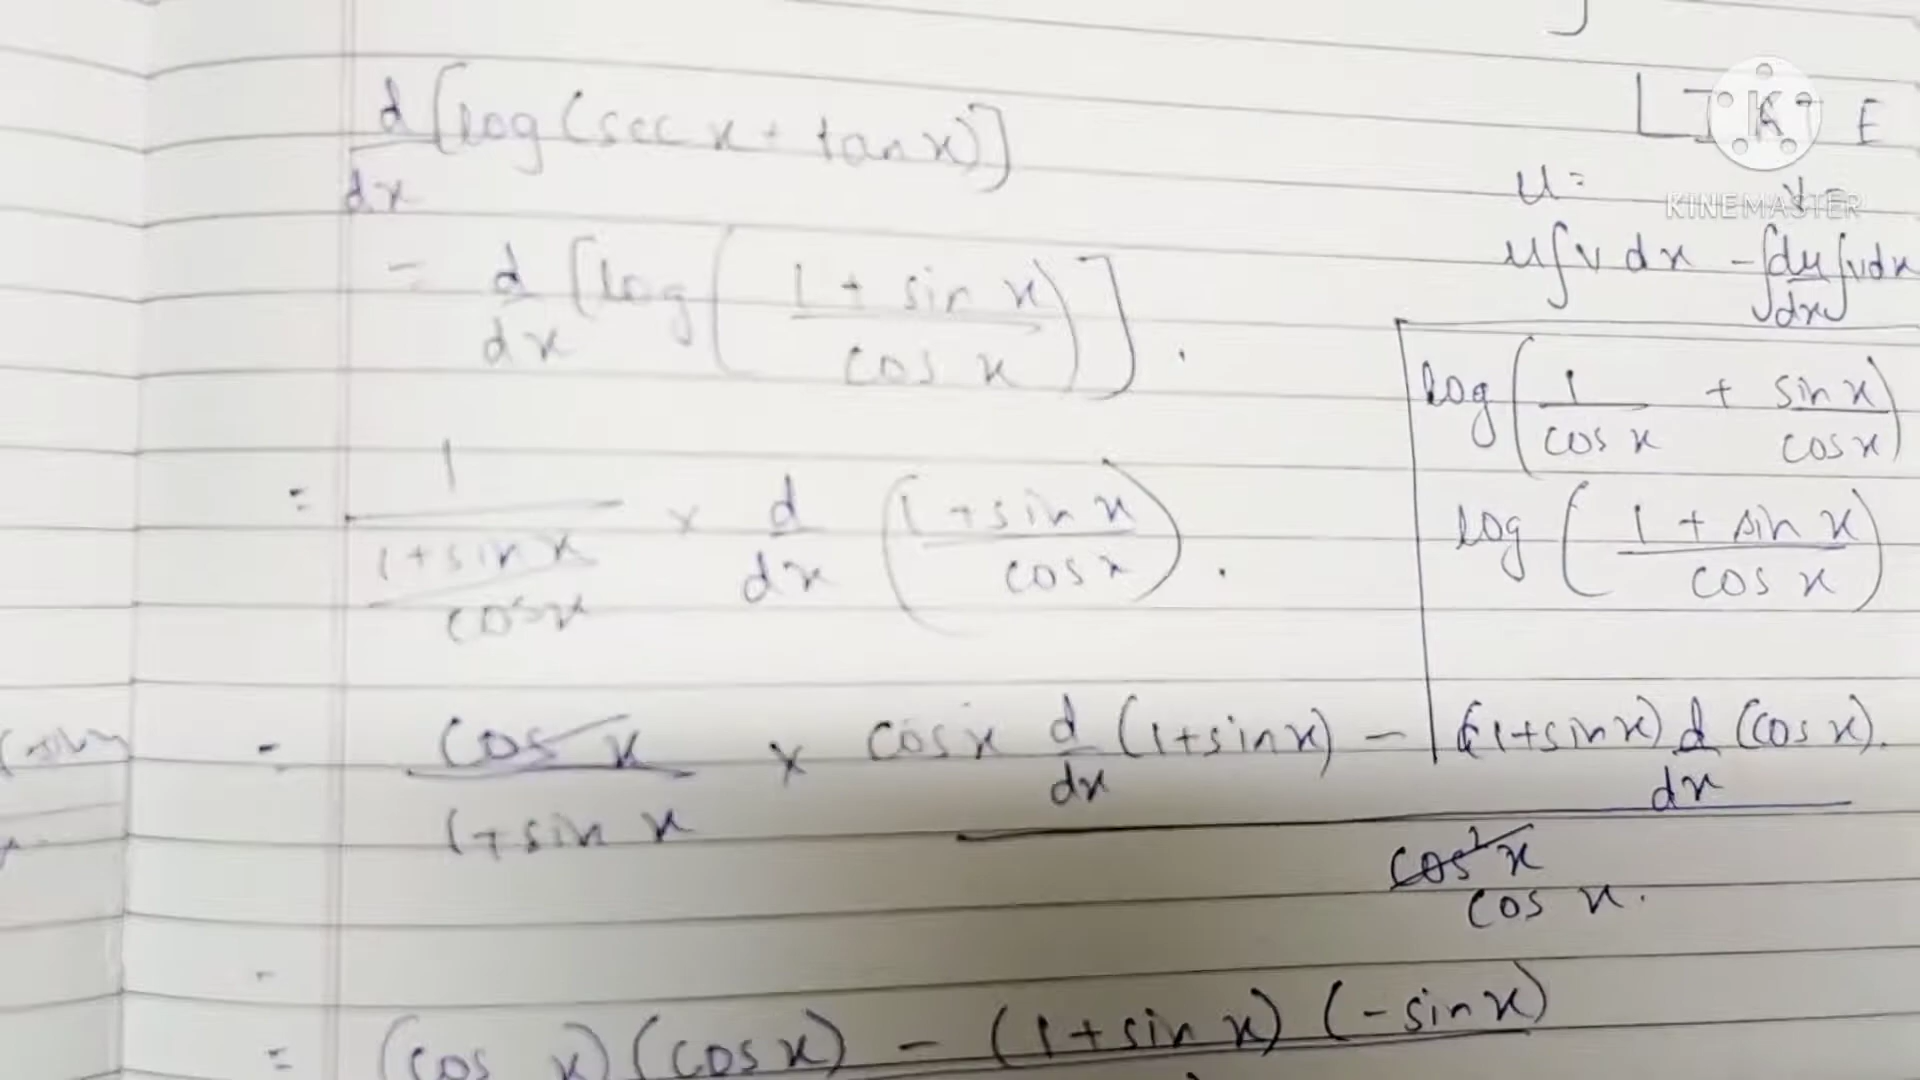 d/dx [log(sec x + tan x)]
= d/dx [log((1 + sin x)/cos x)].
= 1/((1+sin x)/cos x) × d/dx ((1+sin x)/cos x).
= cos x/(1+sin x) × (cos x d/dx (1+sin x) - (1+sin x) d/dx (cos x).)/cos²x
cos x.
= (cos x)(cos x) - (1+sin x)(-sin x)
L I A T E
u = v =
u∫v dx - ∫du/dx ∫v dx
log(1/cos x + sin x/cos x)
log((1 + sin x)/cos x)
KINEMASTER